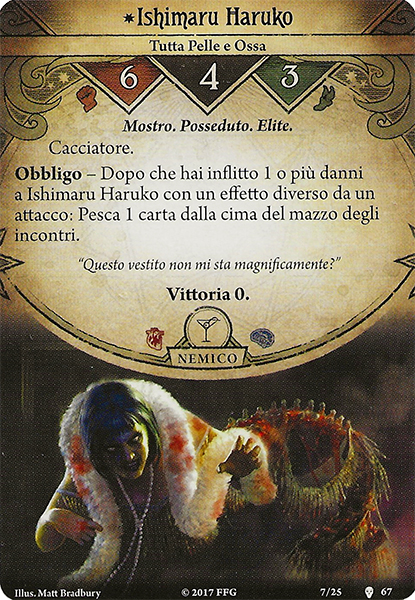 *Ishimaru Haruko
Tutta Pelle e Ossa
6 4 3
Mostro. Posseduto. Elite.
Cacciatore.
Obbligo – Dopo che hai inflitto 1 o più danni
a Ishimaru Haruko con un effetto diverso da un
attacco: Pesca 1 carta dalla cima del mazzo degli
incontri.
“Questo vestito non mi sta magnificamente?”
Vittoria 0.
NEMICO
Illus. Matt Bradbury © 2017 FFG 7/25 67